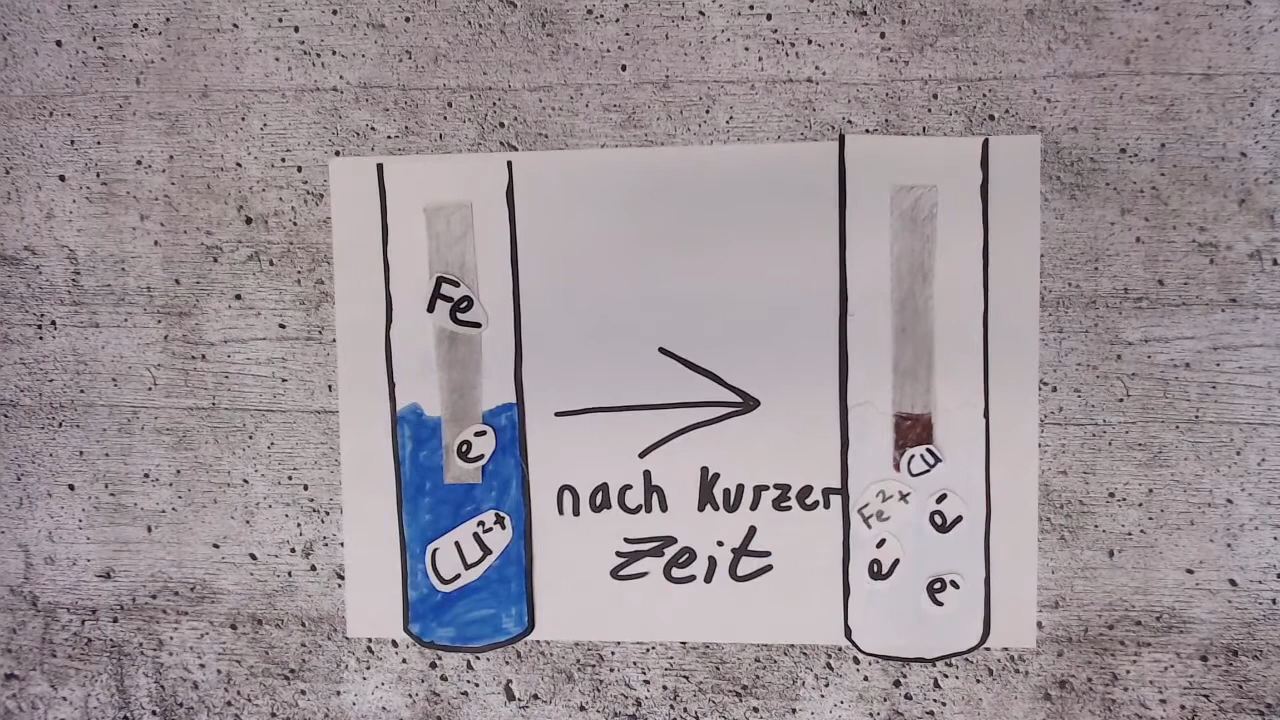 Fe
e⁻
Cu²⁺
nach Kurzer
Zeit
Cu
Fe²⁺
e⁻
e⁻
e⁻